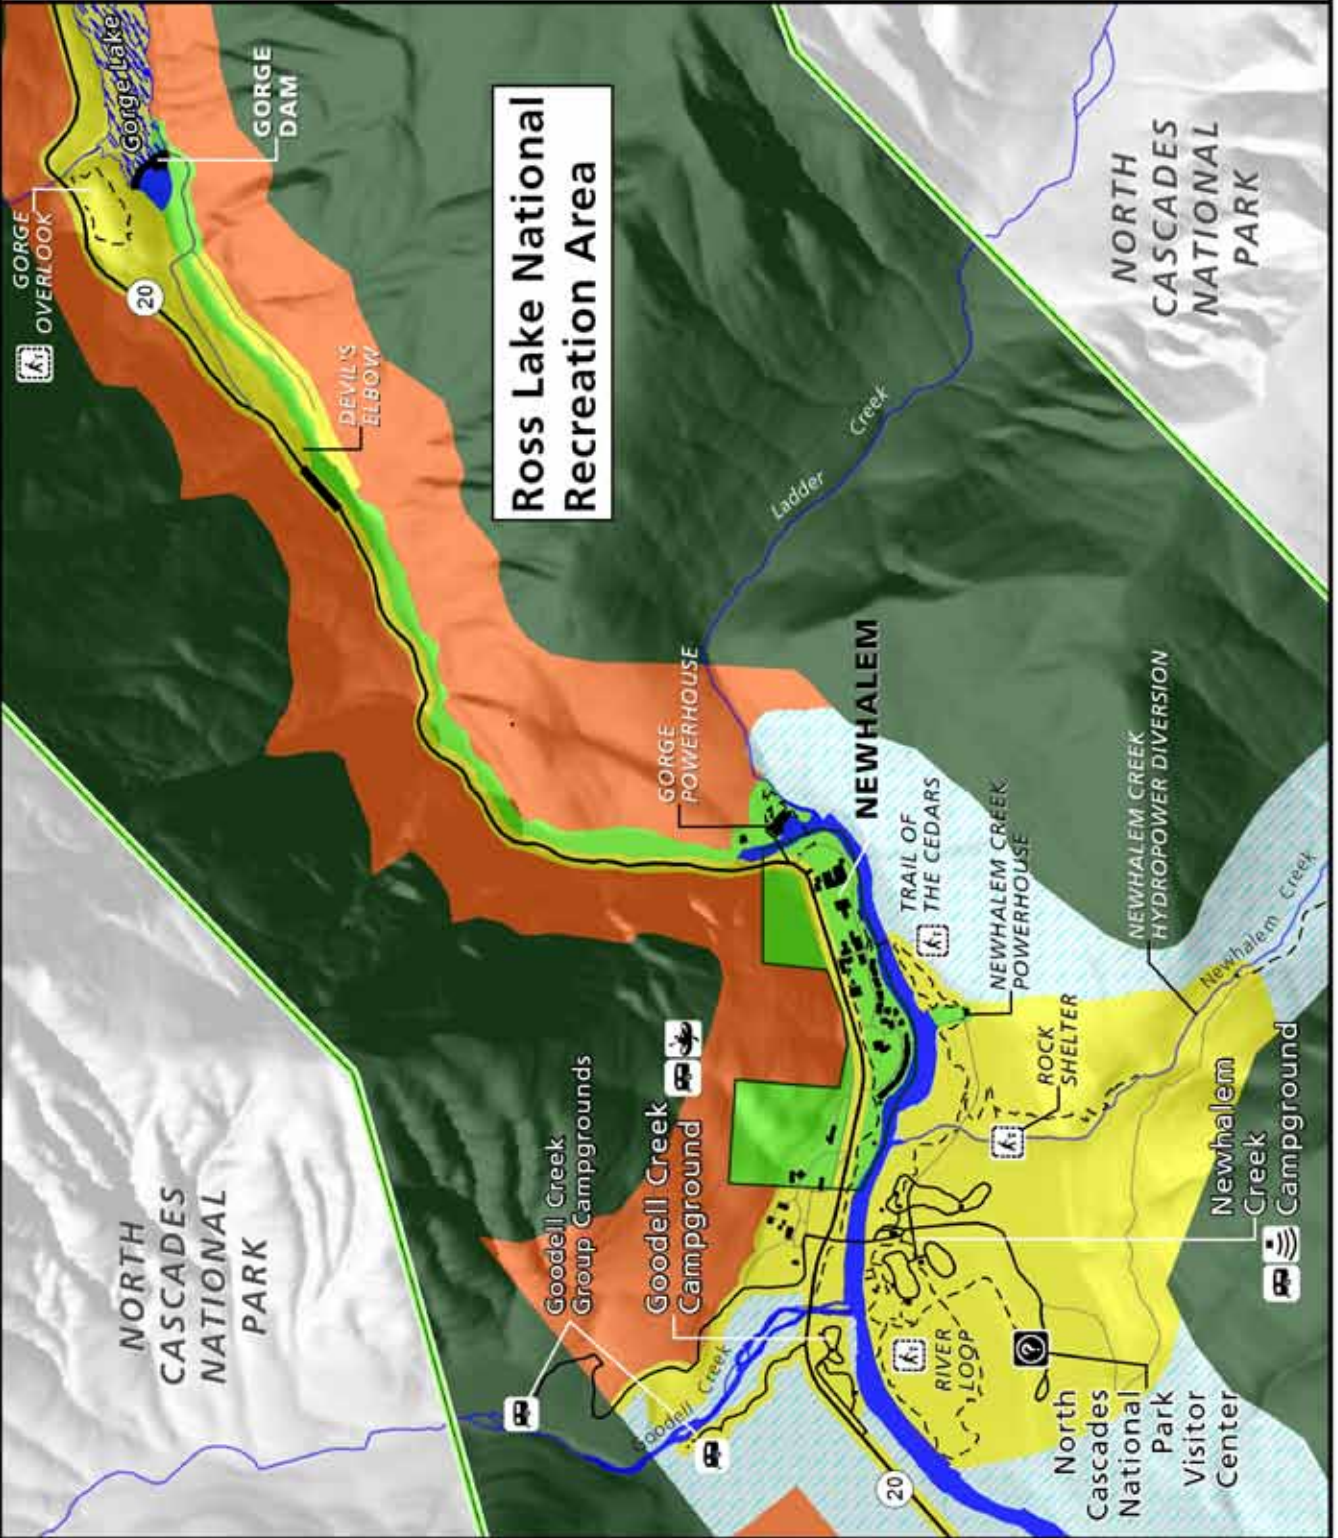 NORTH
CASCADES
NATIONAL
PARK
GORGE
OVERLOOK
Gorge Lake
GORGE
DAM
20
DEVIL'S
ELBOW
Ross Lake National
Recreation Area
NORTH
CASCADES
NATIONAL
PARK
Ladder
Creek
GORGE
POWERHOUSE
NEWHALEM
TRAIL OF
THE CEDARS
NEWHALEM CREEK
POWERHOUSE
NEWHALEM CREEK
HYDROPOWER DIVERSION
Newhalem Creek
ROCK
SHELTER
Goodell Creek
Group Campgrounds
Goodell Creek
Campground
Goodell Creek
Newhalem
Creek
Campground
RIVER
LOOP
?
North
Cascades
National
Park
Visitor
Center
20